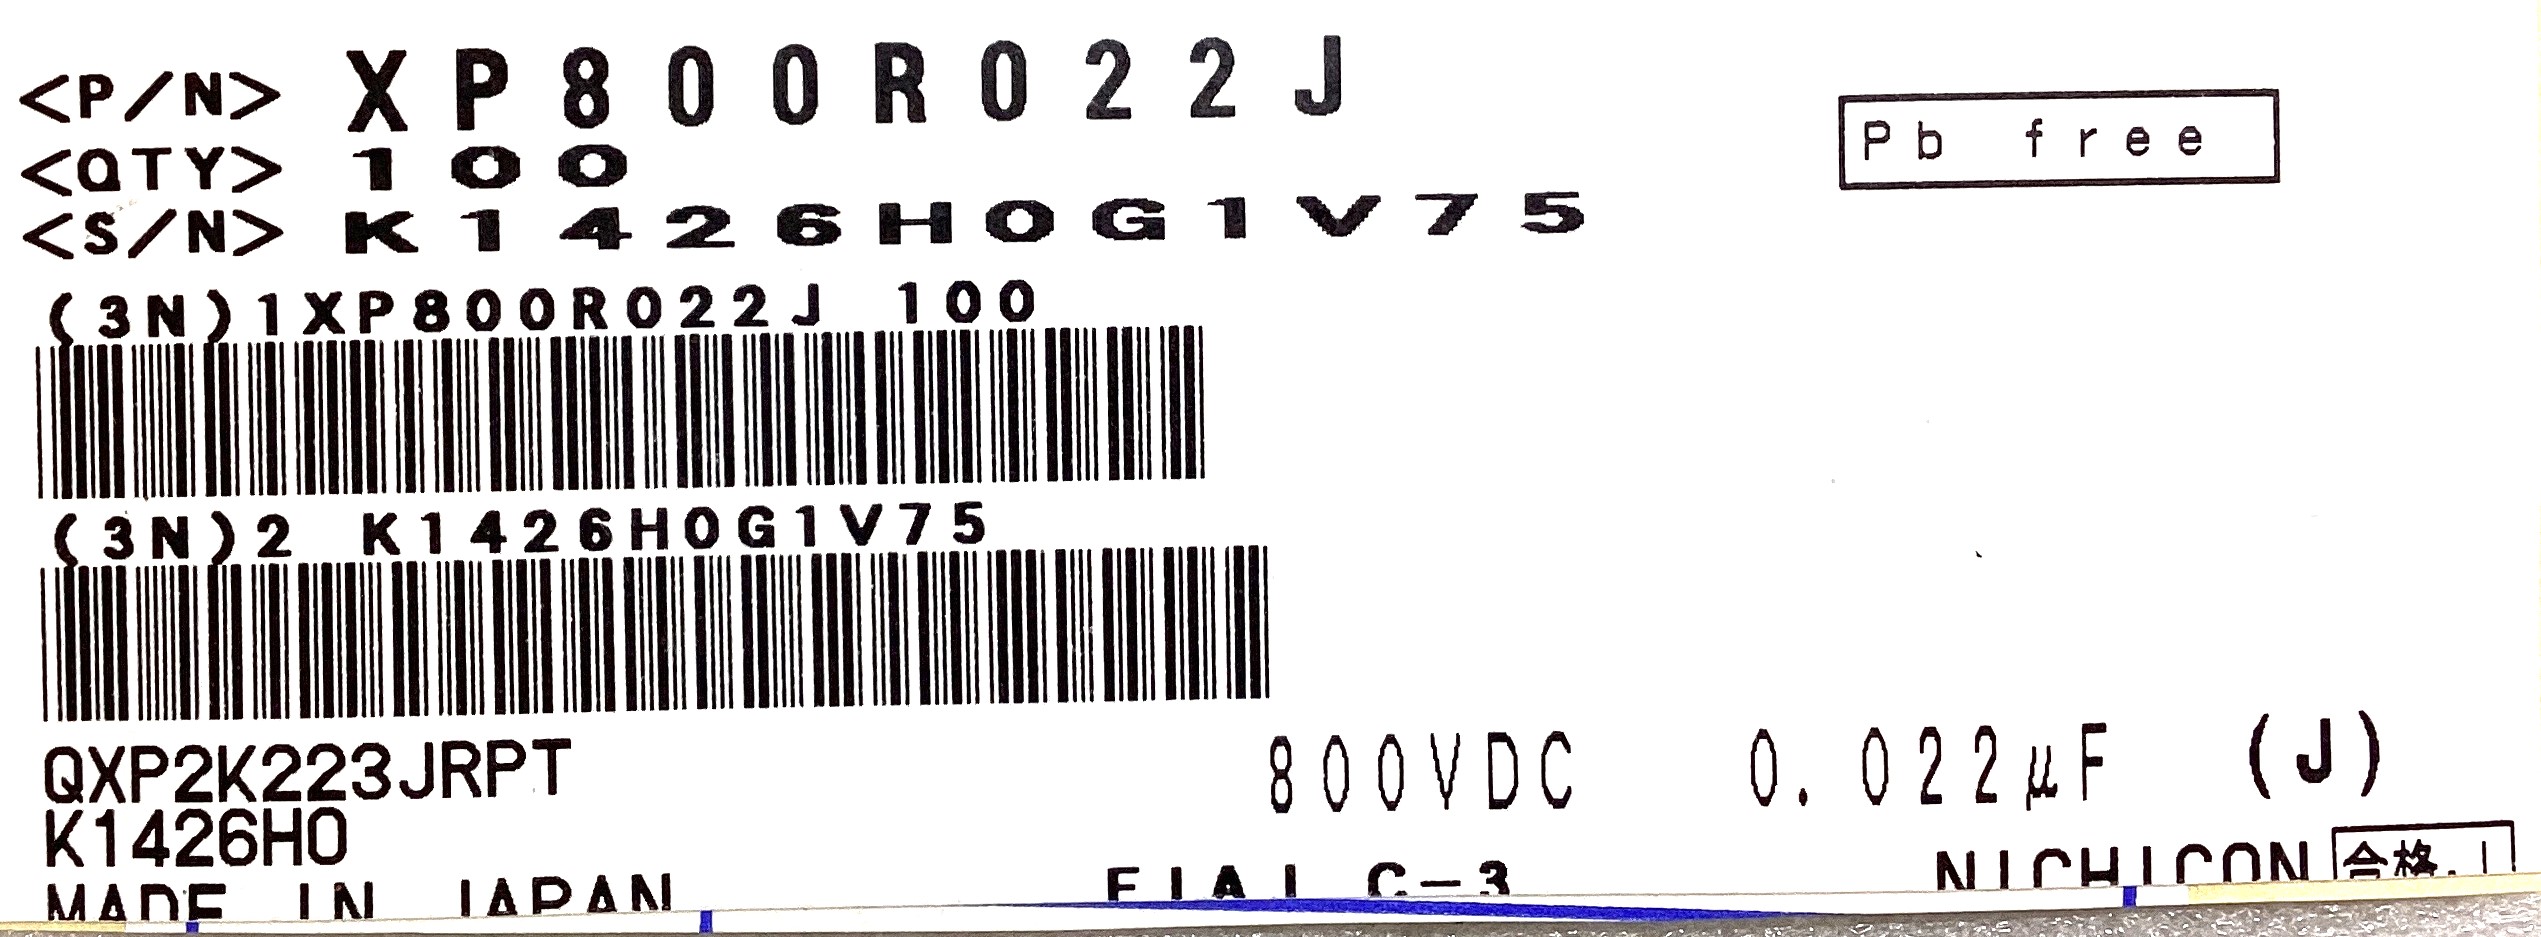 <P/N> XP800R022J
Pb free
<QTY> 100
<S/N> K1426H0G1V75
(3N)1XP800R022J 100
(3N)2 K1426H0G1V75
QXP2K223JRPT 800VDC 0.022μF (J)
K1426H0
MADE IN JAPAN EIAJ C-3 NICHICON 合格.